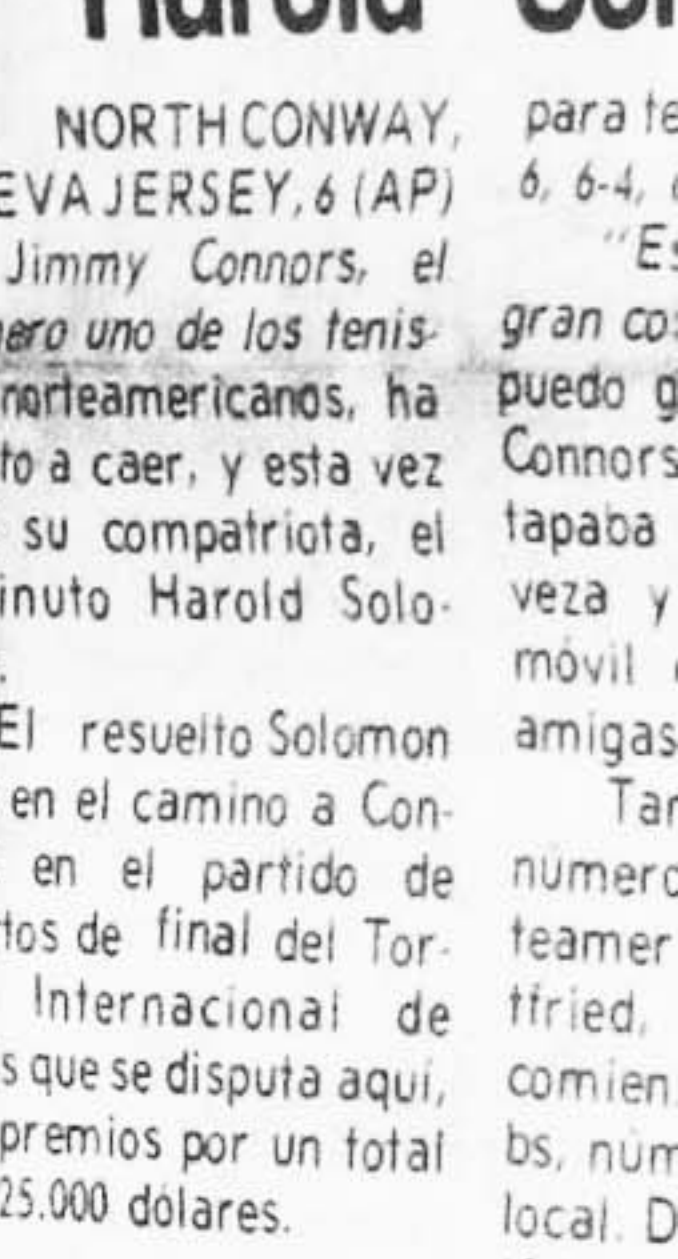 Harold
NORTH CONWAY,
EVA JERSEY, 6 (AP)
Jimmy Connors, el
ero uno de los tenis-
norteamericanos, ha
to a caer, y esta vez
su compatriota, el
inuto Harold Solo-
.
El resuelto Solomon
en el camino a Con-
en el partido de
tos de final del Tor-
Internacional de
s que se disputa aquí,
premios por un total
25.000 dólares.
para te
6, 6-4,
"Es
gran cos
puedo g
Connors
tapaba
veza y
móvil
amigas
Tar
número
teamer
tfried,
comien
bs, núm
local. D